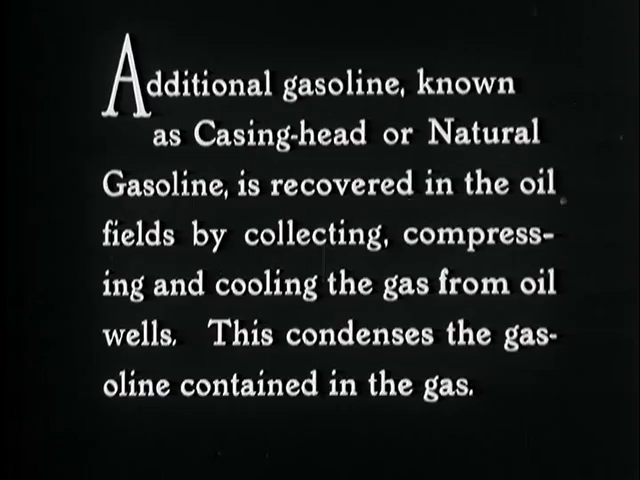 Additional gasoline, known
as Casing-head or Natural
Gasoline, is recovered in the oil
fields by collecting, compress-
ing and cooling the gas from oil
wells. This condenses the gas-
oline contained in the gas.